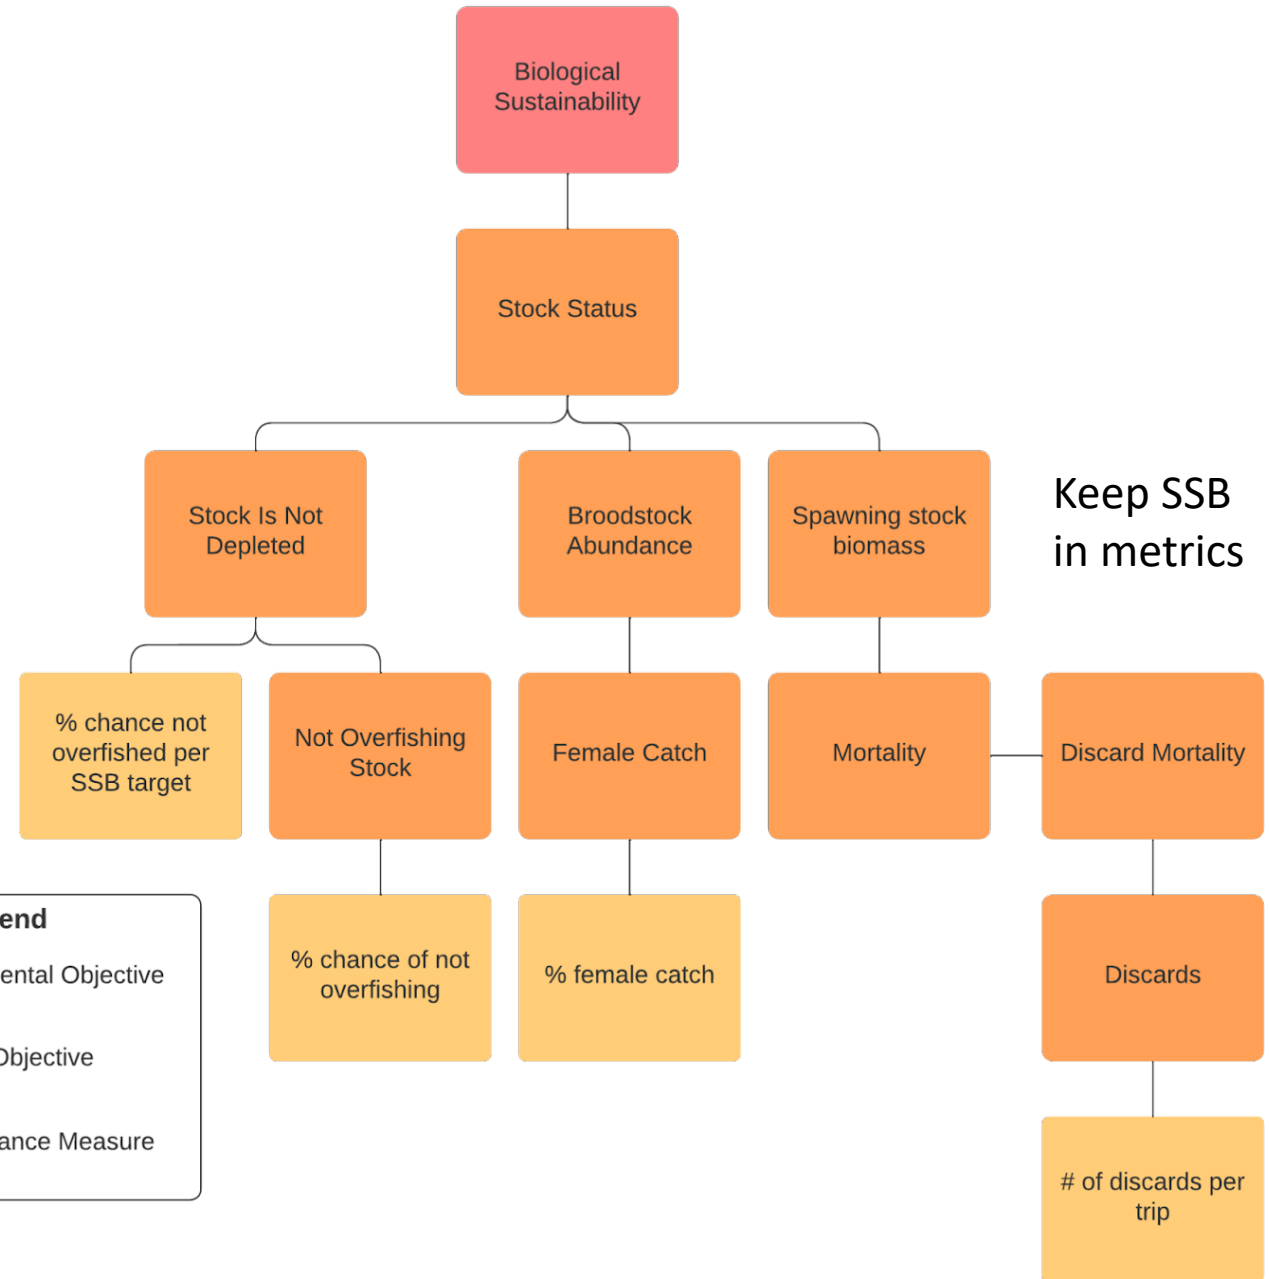 Biological
Sustainability
Stock Status
Stock Is Not
Depleted
Broodstock
Abundance
Spawning stock
biomass
Keep SSB
in metrics
% chance not
overfished per
SSB target
Not Overfishing
Stock
Female Catch
Mortality
Discard Mortality
end
ental Objective
Objective
ance Measure
% chance of not
overfishing
% female catch
Discards
# of discards per
trip